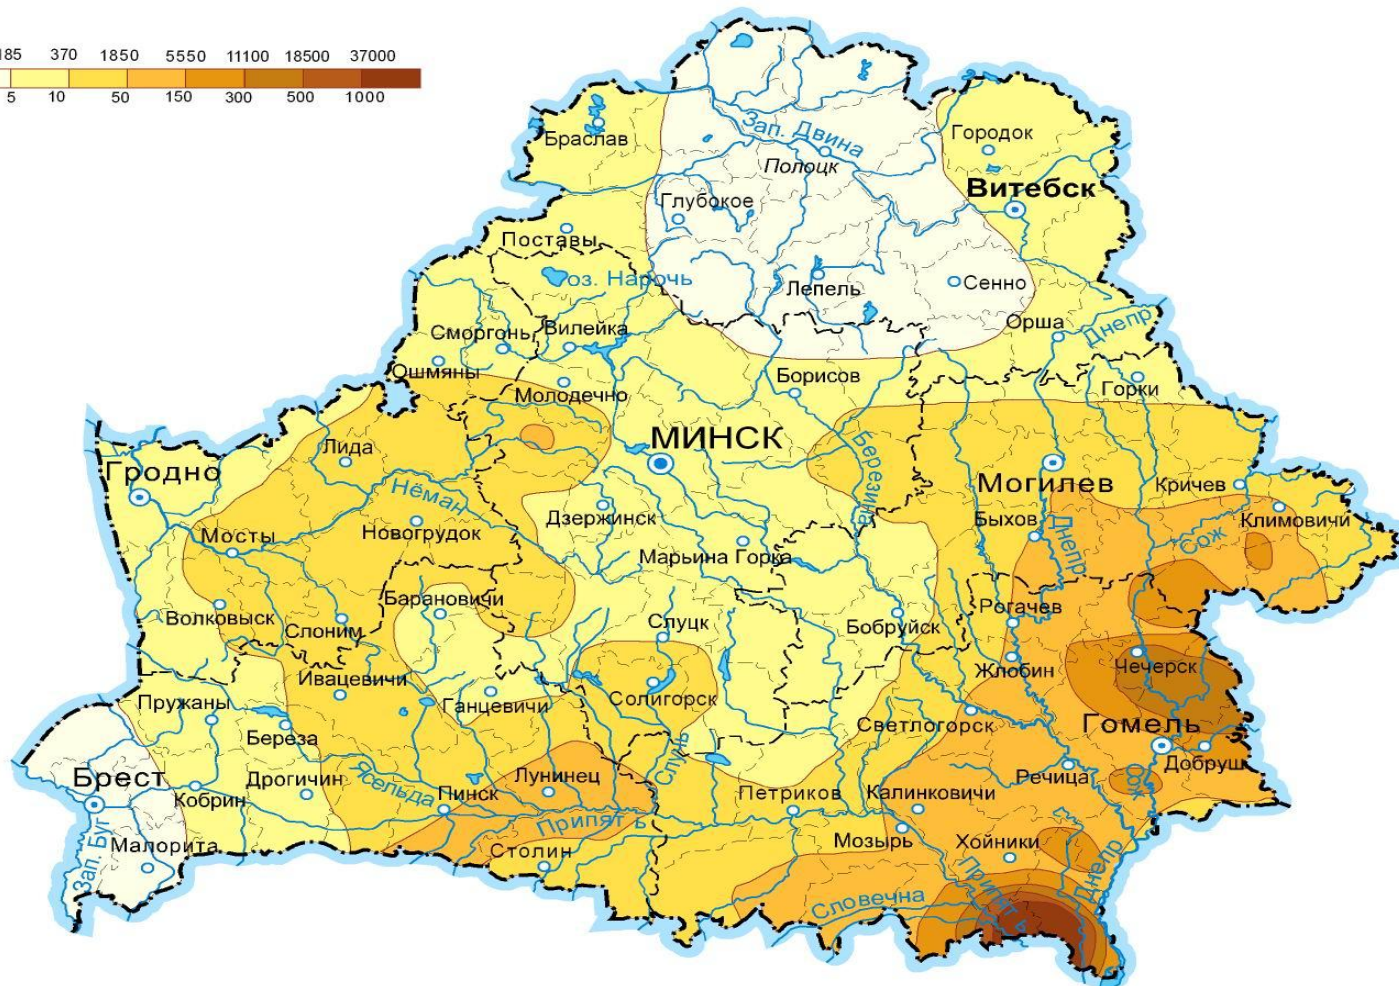 185 370 1850 5550 11100 18500 37000
5 10 50 150 300 500 1000
Браслав
Зап. Двина
Городок
Полоцк
Витебск
Глубокое
Поставы
оз. Нарочь
Лепель
Сенно
Сморгонь
Вилейка
Орша
Днепр
Ошмяны
Молодечно
Борисов
Горки
МИНСК
Лида
Березина
Гродно
Нёман
Могилев
Кричев
Дзержинск
Быхов
Днепр
Климовичи
Мосты
Новогрудок
Сож
Марьина Горка
Барановичи
Рогачев
Волковыск
Слоним
Слуцк
Бобруйск
Жлобин
Чечерск
Ивацевичи
Пружаны
Ганцевичи
Солигорск
Светлогорск
Гомель
Береза
Случь
Добруш
Брест
Дрогичин
Ясельда
Лунинец
Речица
Сож
Кобрин
Пинск
Петриков
Калинковичи
Припять
Малорита
Зап. Буг
Столин
Мозырь
Хойники
Припять
Днепр
Словечна